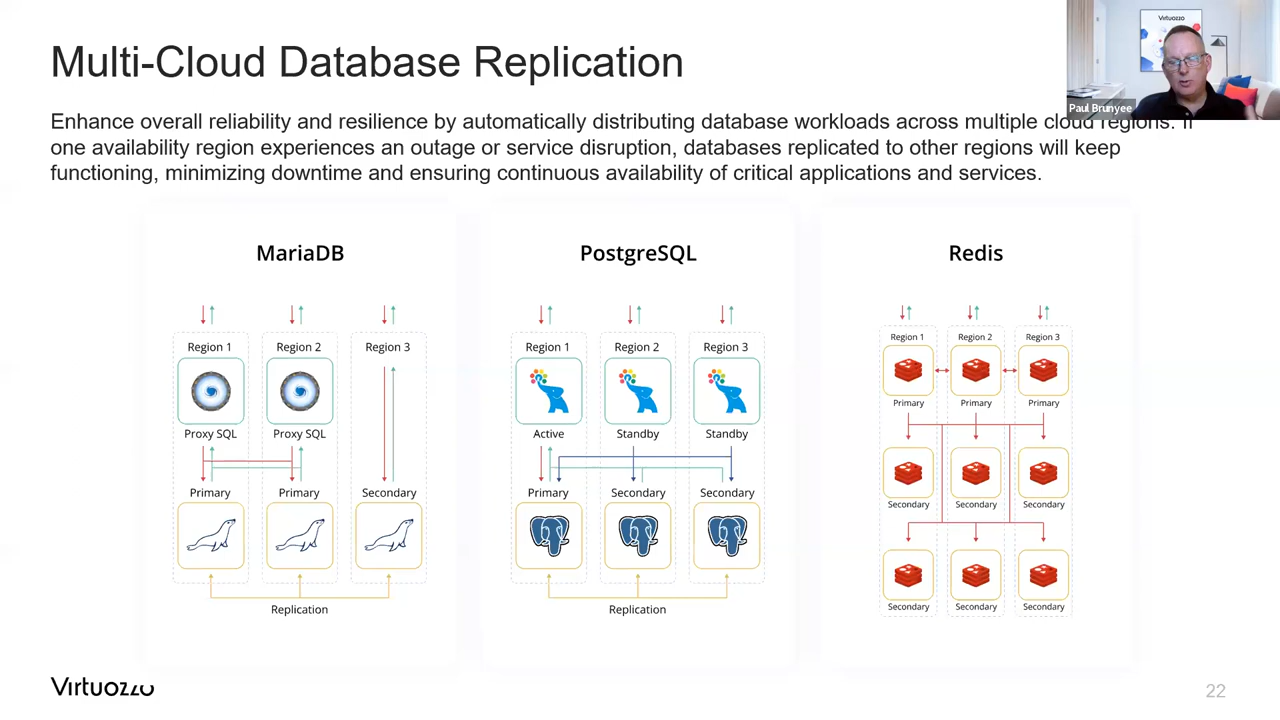 Multi-Cloud Database Replication
Virtuozzo
Paul Brunyee
Enhance overall reliability and resilience by automatically distributing database workloads across multiple cloud regions. If
one availability region experiences an outage or service disruption, databases replicated to other regions will keep
functioning, minimizing downtime and ensuring continuous availability of critical applications and services.
MariaDB
Region 1 Region 2 Region 3
Proxy SQL Proxy SQL
Primary Primary Secondary
Replication
PostgreSQL
Region 1 Region 2 Region 3
Active Standby Standby
Primary Secondary Secondary
Replication
Redis
Region 1 Region 2 Region 3
Primary Primary Primary
Secondary Secondary Secondary
Secondary Secondary Secondary
Virtuozzo
22